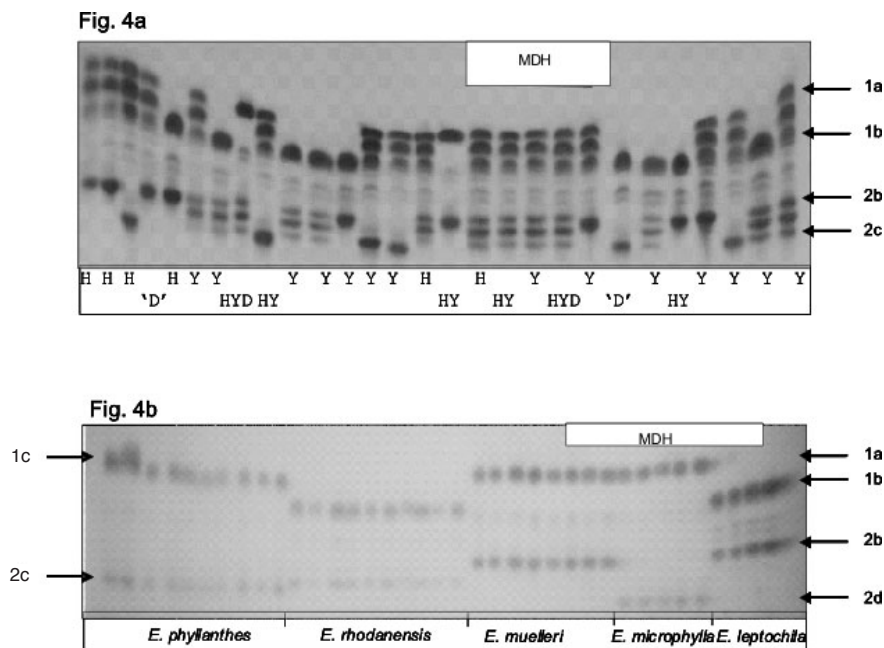 Fig. 4a
MDH
1a
1b
2b
2c
H H H H Y Y Y Y Y Y Y H H Y Y Y Y Y Y Y
'D' HYD HY HY HY HYD 'D' HY
Fig. 4b
MDH
1c
1a
1b
2b
2c
2d
E. phyllanthes E. rhodanensis E. muelleri E. microphylla E. leptochila